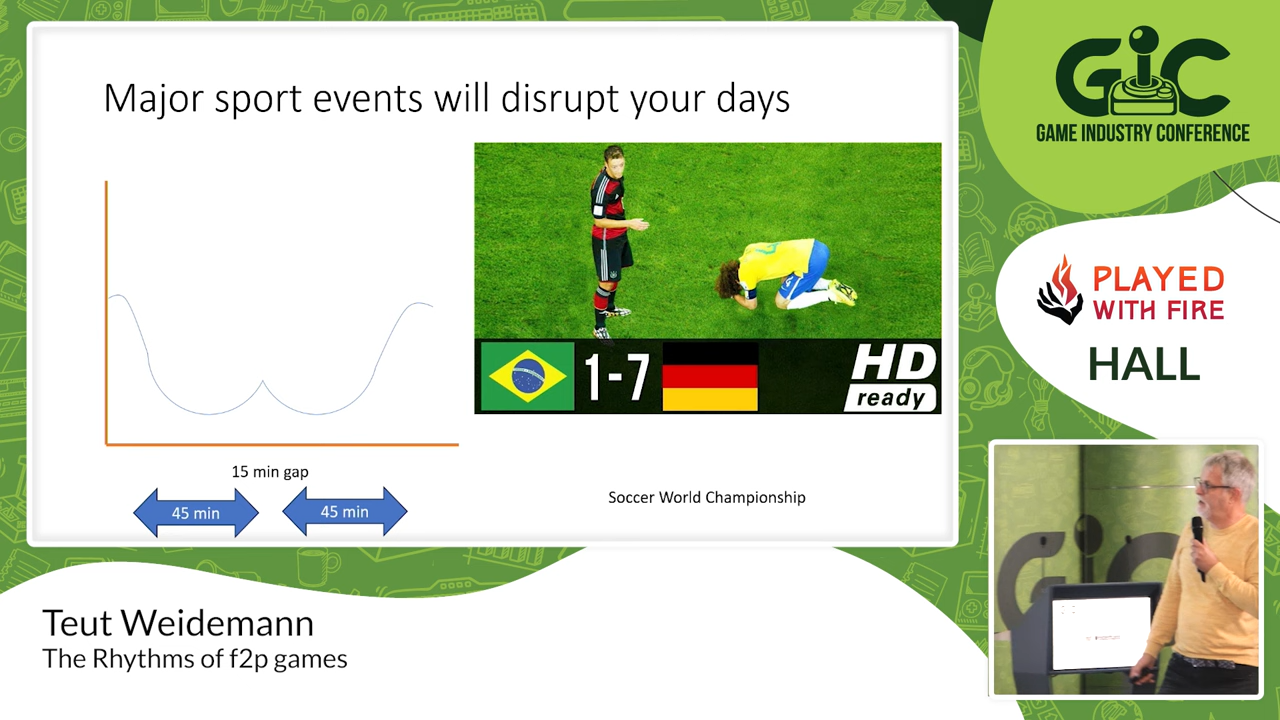 Major sport events will disrupt your days
1-7
HD
ready
15 min gap
45 min
45 min
Soccer World Championship
GIC
GAME INDUSTRY CONFERENCE
PLAYED
WITH FIRE
HALL
Teut Weidemann
The Rhythms of f2p games